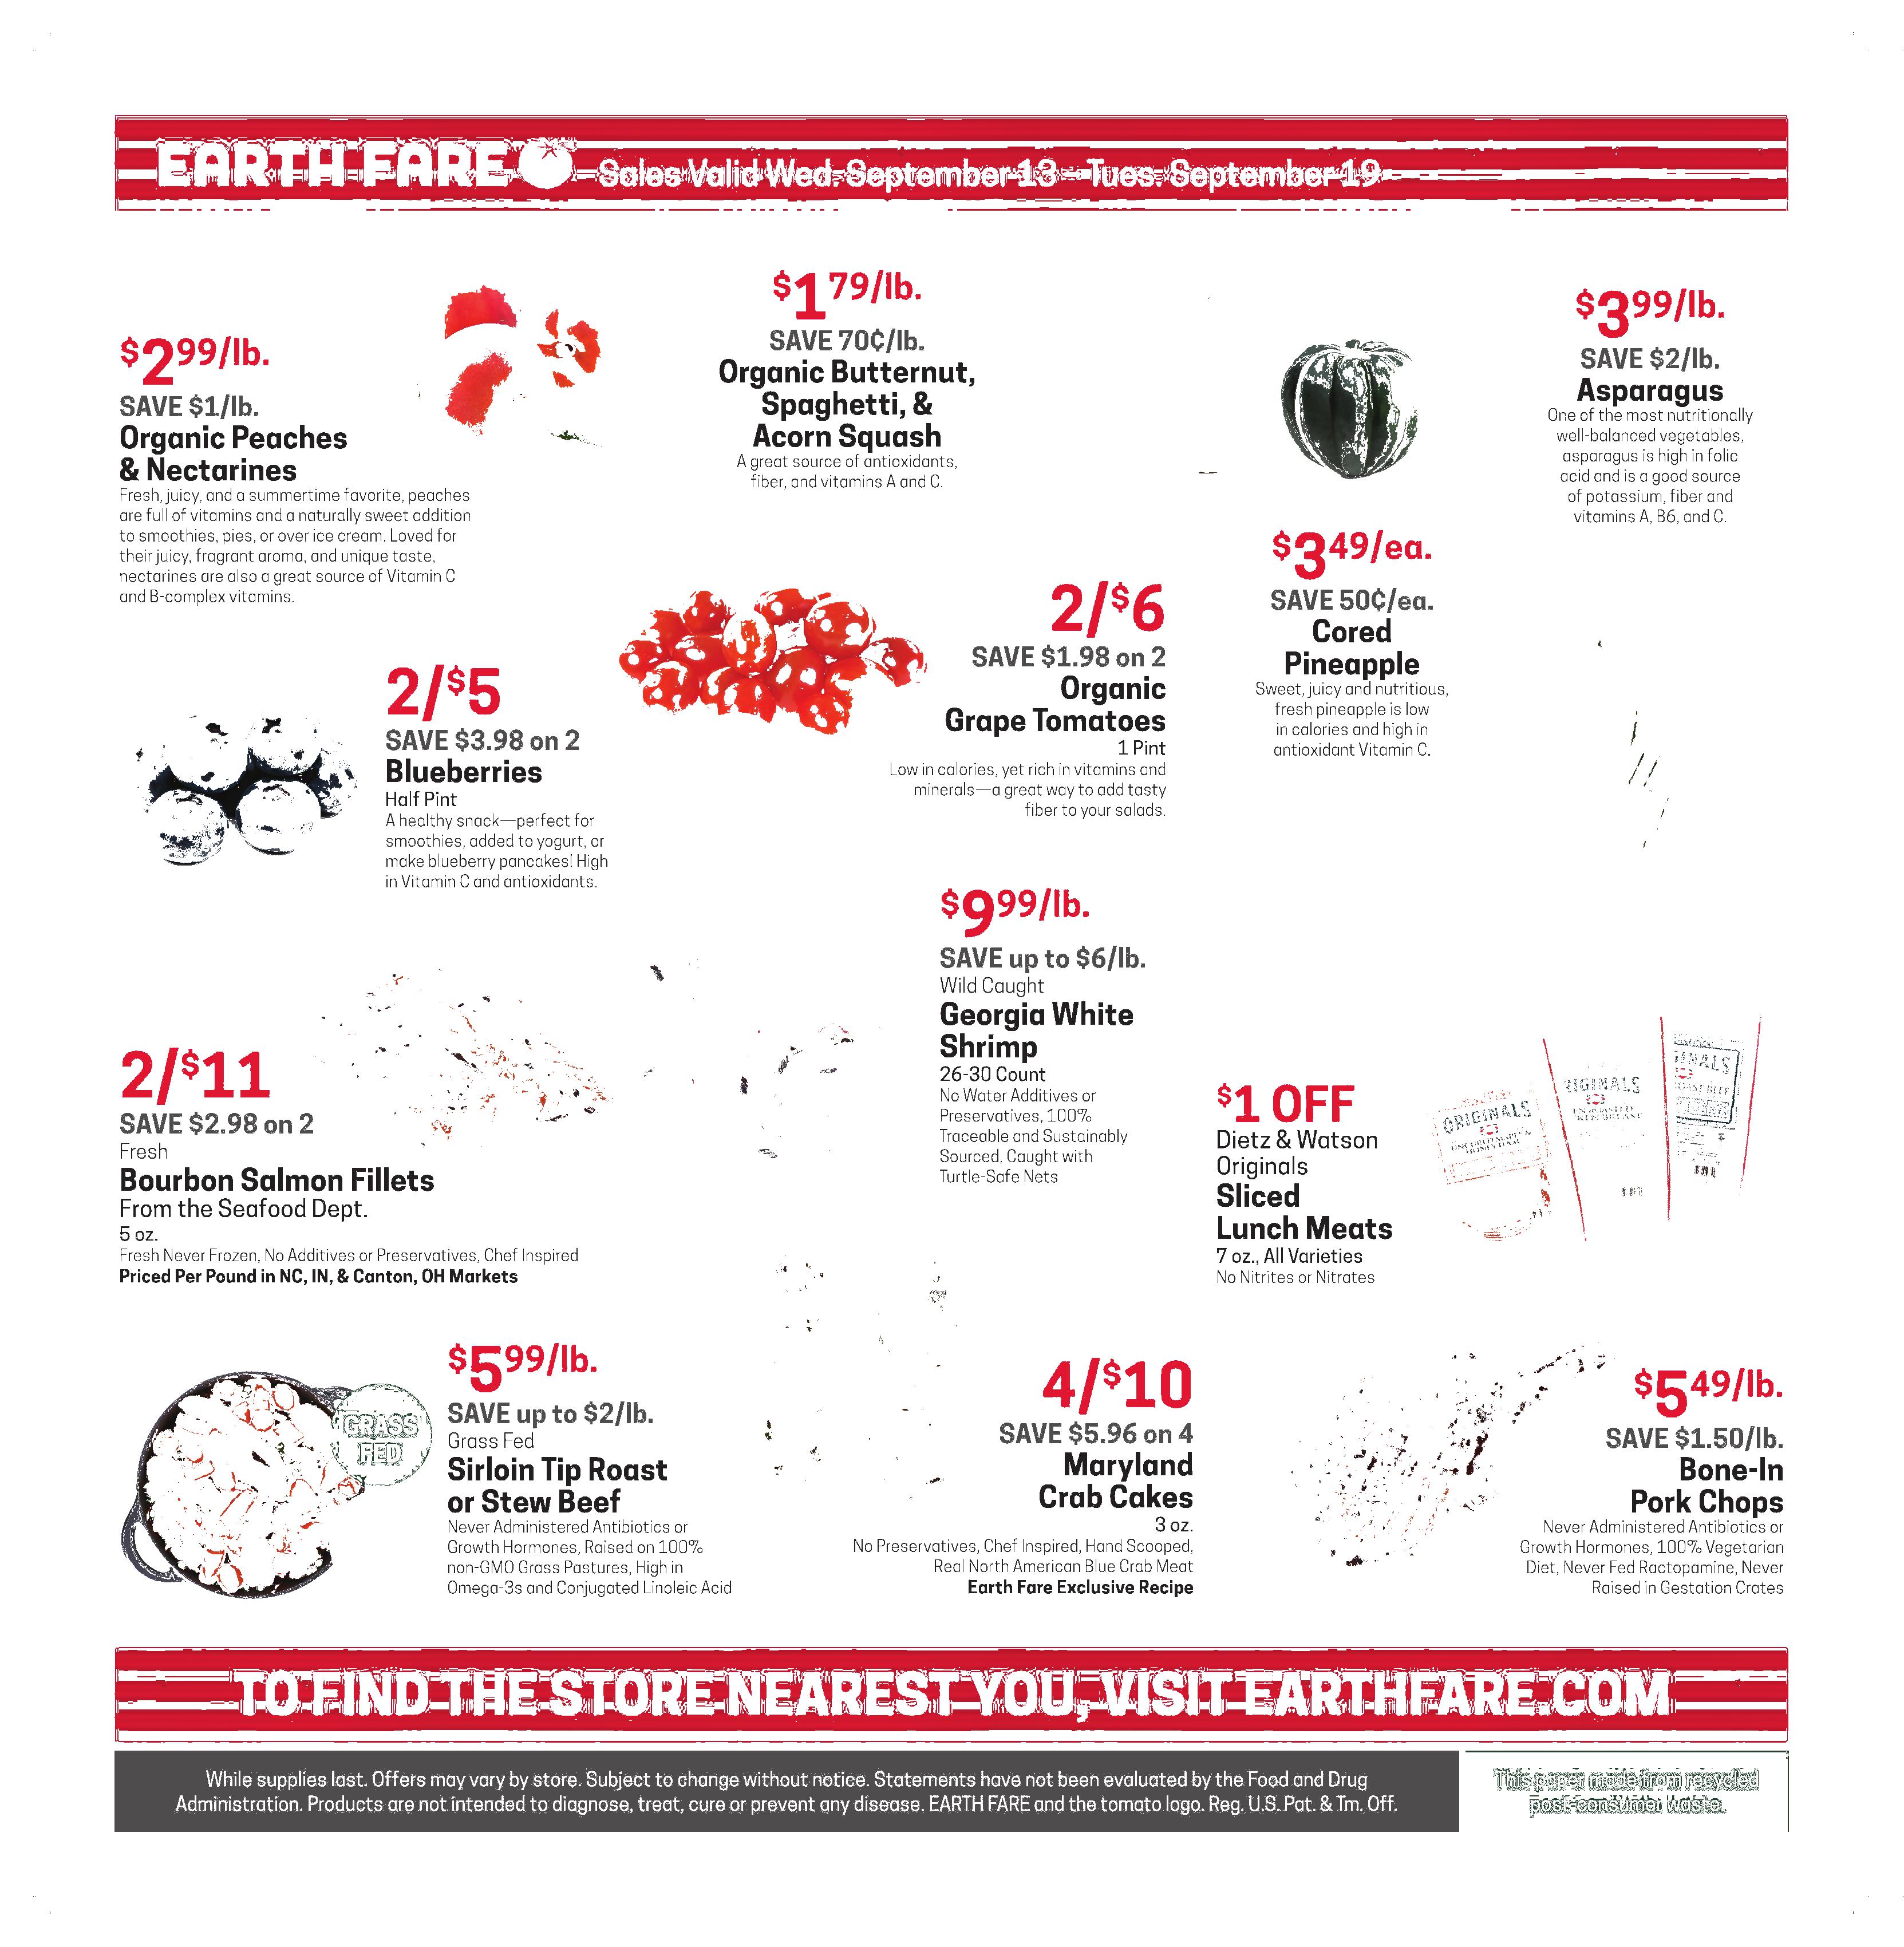 EARTH FARE Sales Valid Wed. September 13 - Tues. September 19
$2 99/lb.
SAVE $1/lb.
Organic Peaches
& Nectarines
Fresh, juicy, and a summertime favorite, peaches
are full of vitamins and a naturally sweet addition
to smoothies, pies, or over ice cream. Loved for
their juicy, fragrant aroma, and unique taste,
nectarines are also a great source of Vitamin C
and B-complex vitamins.
$1 79/lb.
SAVE 70¢/lb.
Organic Butternut,
Spaghetti, &
Acorn Squash
A great source of antioxidants,
fiber, and vitamins A and C.
$3 99/lb.
SAVE $2/lb.
Asparagus
One of the most nutritionally
well-balanced vegetables,
asparagus is high in folic
acid and is a good source
of potassium, fiber and
vitamins A, B6, and C.
2/$5
SAVE $3.98 on 2
Blueberries
Half Pint
A healthy snack—perfect for
smoothies, added to yogurt, or
make blueberry pancakes! High
in Vitamin C and antioxidants.
2/$6
SAVE $1.98 on 2
Organic
Grape Tomatoes
1 Pint
Low in calories, yet rich in vitamins and
minerals—a great way to add tasty
fiber to your salads.
$3 49/ea.
SAVE 50¢/ea.
Cored
Pineapple
Sweet, juicy and nutritious,
fresh pineapple is low
in calories and high in
antioxidant Vitamin C.
2/$11
SAVE $2.98 on 2
Fresh
Bourbon Salmon Fillets
From the Seafood Dept.
5 oz.
Fresh Never Frozen, No Additives or Preservatives, Chef Inspired
Priced Per Pound in NC, IN, & Canton, OH Markets
$9 99/lb.
SAVE up to $6/lb.
Wild Caught
Georgia White
Shrimp
26-30 Count
No Water Additives or
Preservatives, 100%
Traceable and Sustainably
Sourced, Caught with
Turtle-Safe Nets
$1 OFF
Dietz & Watson
Originals
Sliced
Lunch Meats
7 oz., All Varieties
No Nitrites or Nitrates
ORIGINALS
GRASS
FED
$5 99/lb.
SAVE up to $2/lb.
Grass Fed
Sirloin Tip Roast
or Stew Beef
Never Administered Antibiotics or
Growth Hormones, Raised on 100%
non-GMO Grass Pastures, High in
Omega-3s and Conjugated Linoleic Acid
4/$10
SAVE $5.96 on 4
Maryland
Crab Cakes
3 oz.
No Preservatives, Chef Inspired, Hand Scooped,
Real North American Blue Crab Meat
Earth Fare Exclusive Recipe
$5 49/lb.
SAVE $1.50/lb.
Bone-In
Pork Chops
Never Administered Antibiotics or
Growth Hormones, 100% Vegetarian
Diet, Never Fed Ractopamine, Never
Raised in Gestation Crates
TO FIND THE STORE NEAREST YOU, VISIT EARTHFARE.COM
While supplies last. Offers may vary by store. Subject to change without notice. Statements have not been evaluated by the Food and Drug
Administration. Products are not intended to diagnose, treat, cure or prevent any disease. EARTH FARE and the tomato logo. Reg. U.S. Pat. & Tm. Off.
This paper made from recycled
post-consumer waste.